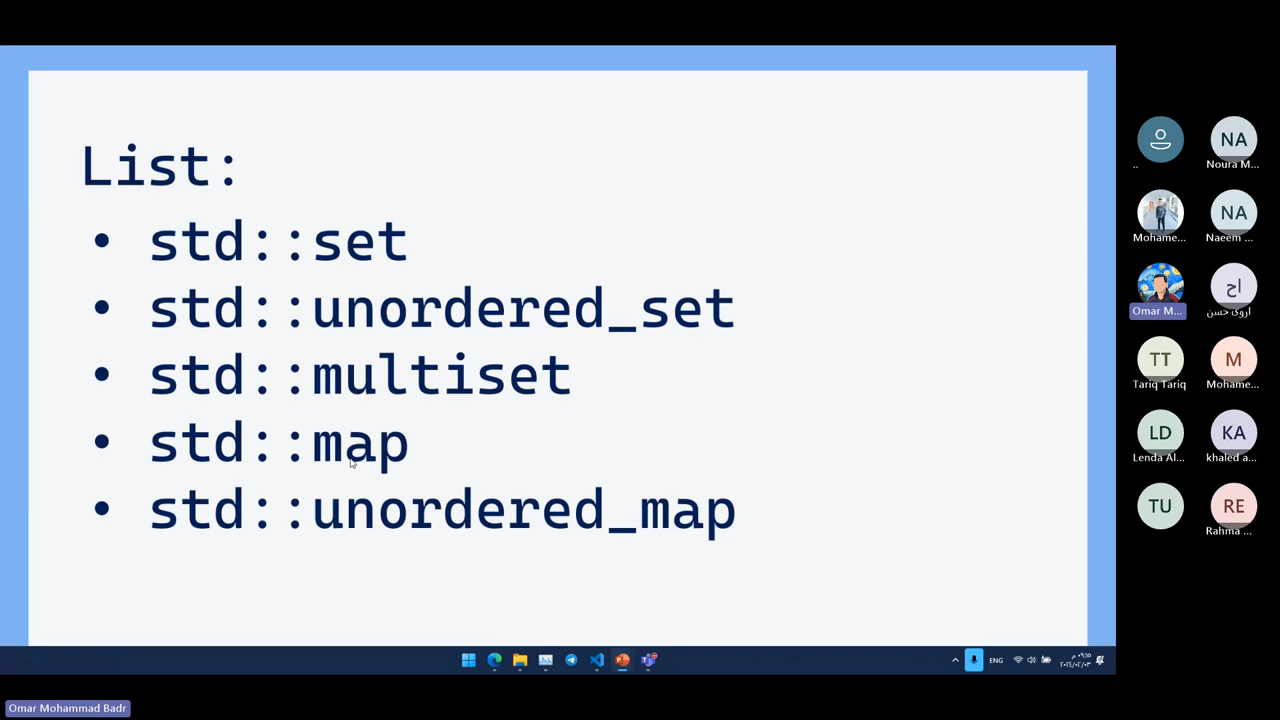 List:
• std::set
• std::unordered_set
• std::multiset
• std::map
• std::unordered_map
..
NA
Noura M...
Mohame...
NA
Naeem ...
Omar M...
اح
اروى حسن
TT
Tariq Tariq
M
Mohame...
LD
Lenda Al...
KA
khaled a...
TU
RE
Rahma ...
ENG
Omar Mohammad Badr